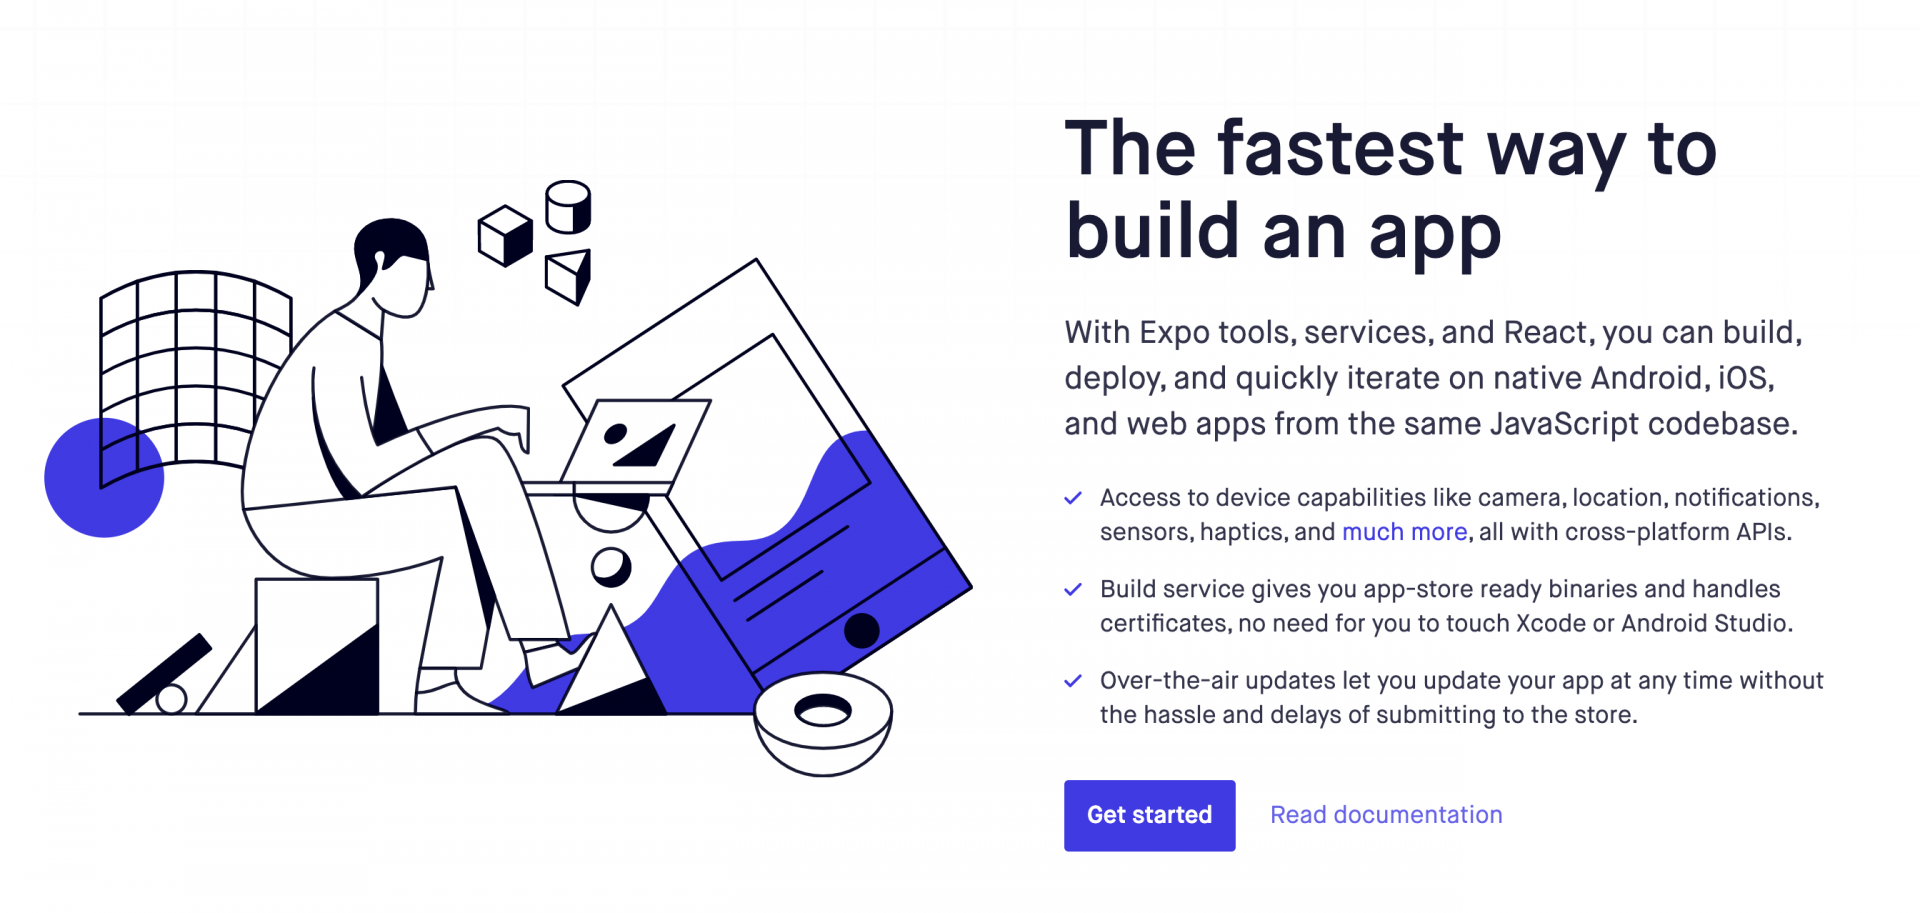 The fastest way to
build an app
With Expo tools, services, and React, you can build,
deploy, and quickly iterate on native Android, iOS,
and web apps from the same JavaScript codebase.
Access to device capabilities like camera, location, notifications,
sensors, haptics, and much more, all with cross-platform APIs.
Build service gives you app-store ready binaries and handles
certificates, no need for you to touch Xcode or Android Studio.
Over-the-air updates let you update your app at any time without
the hassle and delays of submitting to the store.
Get started
Read documentation